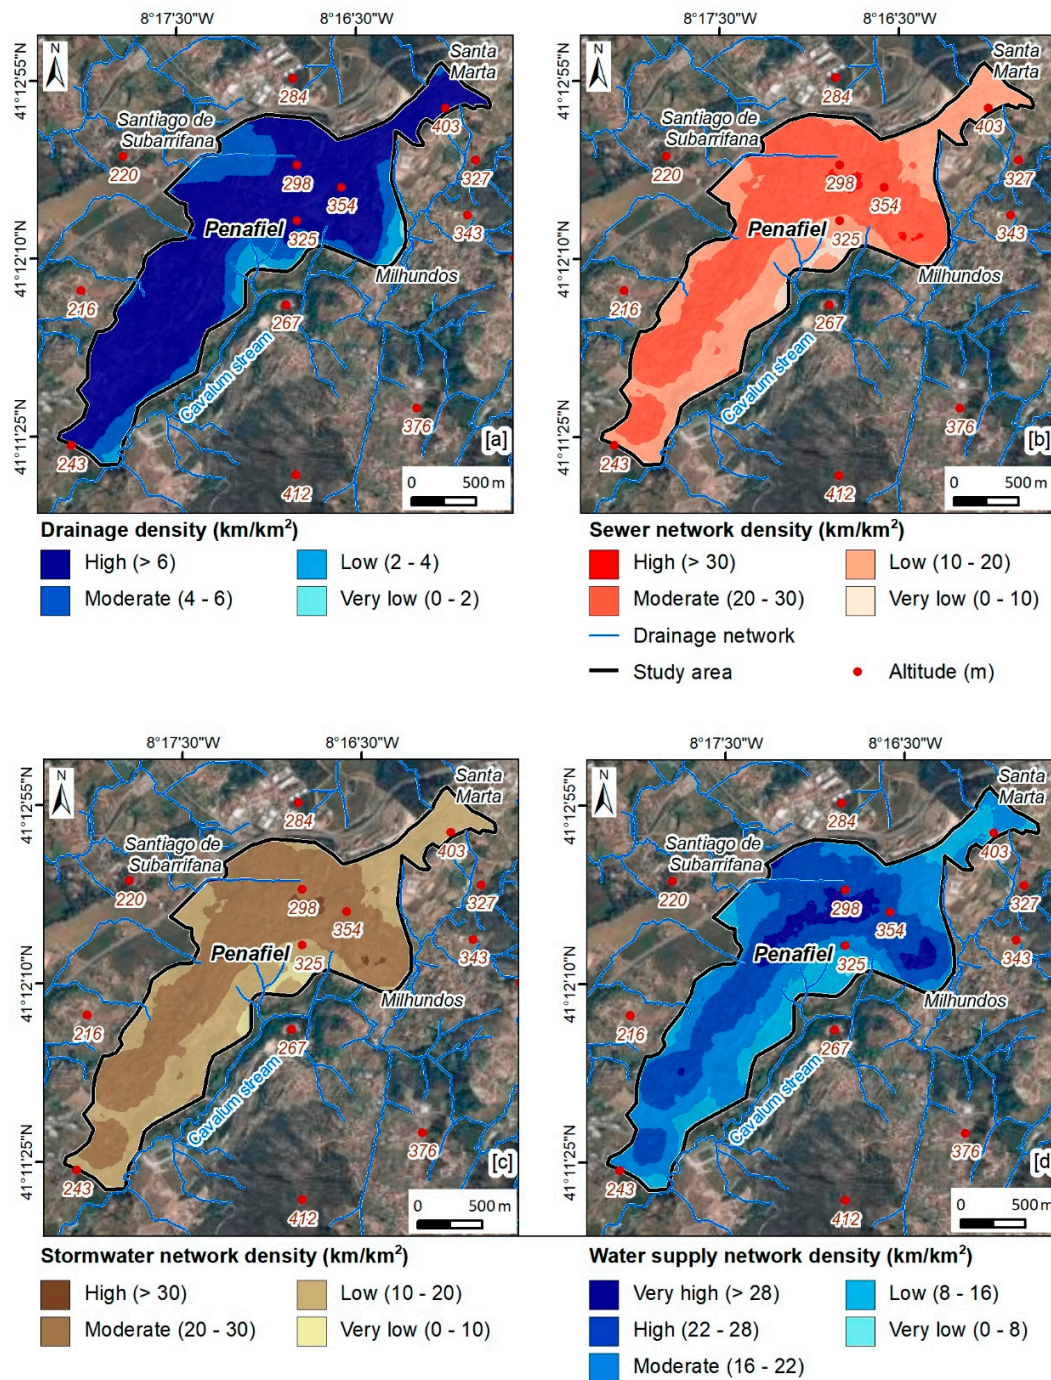 8°17'30"W 8°16'30"W
8°17'30"W 8°16'30"W
41°12'55"N
41°12'10"N
41°11'25"N
N
Santa
Marta
284
403
Santiago de
Subarrifana
220
298
327
354
343
Penafiel
325
Milhundos
216
267
Cavalum stream
376
243
412
[a]
0 500 m
41°12'55"N
41°12'10"N
41°11'25"N
N
Santa
Marta
284
403
Santiago de
Subarrifana
220
298
327
354
343
Penafiel
325
Milhundos
216
267
Cavalum stream
376
243
412
[b]
0 500 m
Drainage density (km/km²)
High (> 6)
Low (2 - 4)
Moderate (4 - 6)
Very low (0 - 2)
Sewer network density (km/km²)
High (> 30)
Low (10 - 20)
Moderate (20 - 30)
Very low (0 - 10)
Drainage network
Study area
Altitude (m)
8°17'30"W 8°16'30"W
8°17'30"W 8°16'30"W
41°12'55"N
41°12'10"N
41°11'25"N
N
Santa
Marta
284
403
Santiago de
Subarrifana
220
298
327
354
343
Penafiel
325
Milhundos
216
267
Cavalum stream
376
243
412
[c]
0 500 m
41°12'55"N
41°12'10"N
41°11'25"N
N
Santa
Marta
284
403
Santiago de
Subarrifana
220
298
327
354
343
Penafiel
325
Milhundos
216
267
Cavalum stream
376
243
412
[d
0 500 m
Stormwater network density (km/km²)
High (> 30)
Low (10 - 20)
Moderate (20 - 30)
Very low (0 - 10)
Water supply network density (km/km²)
Very high (> 28)
Low (8 - 16)
High (22 - 28)
Very low (0 - 8)
Moderate (16 - 22)